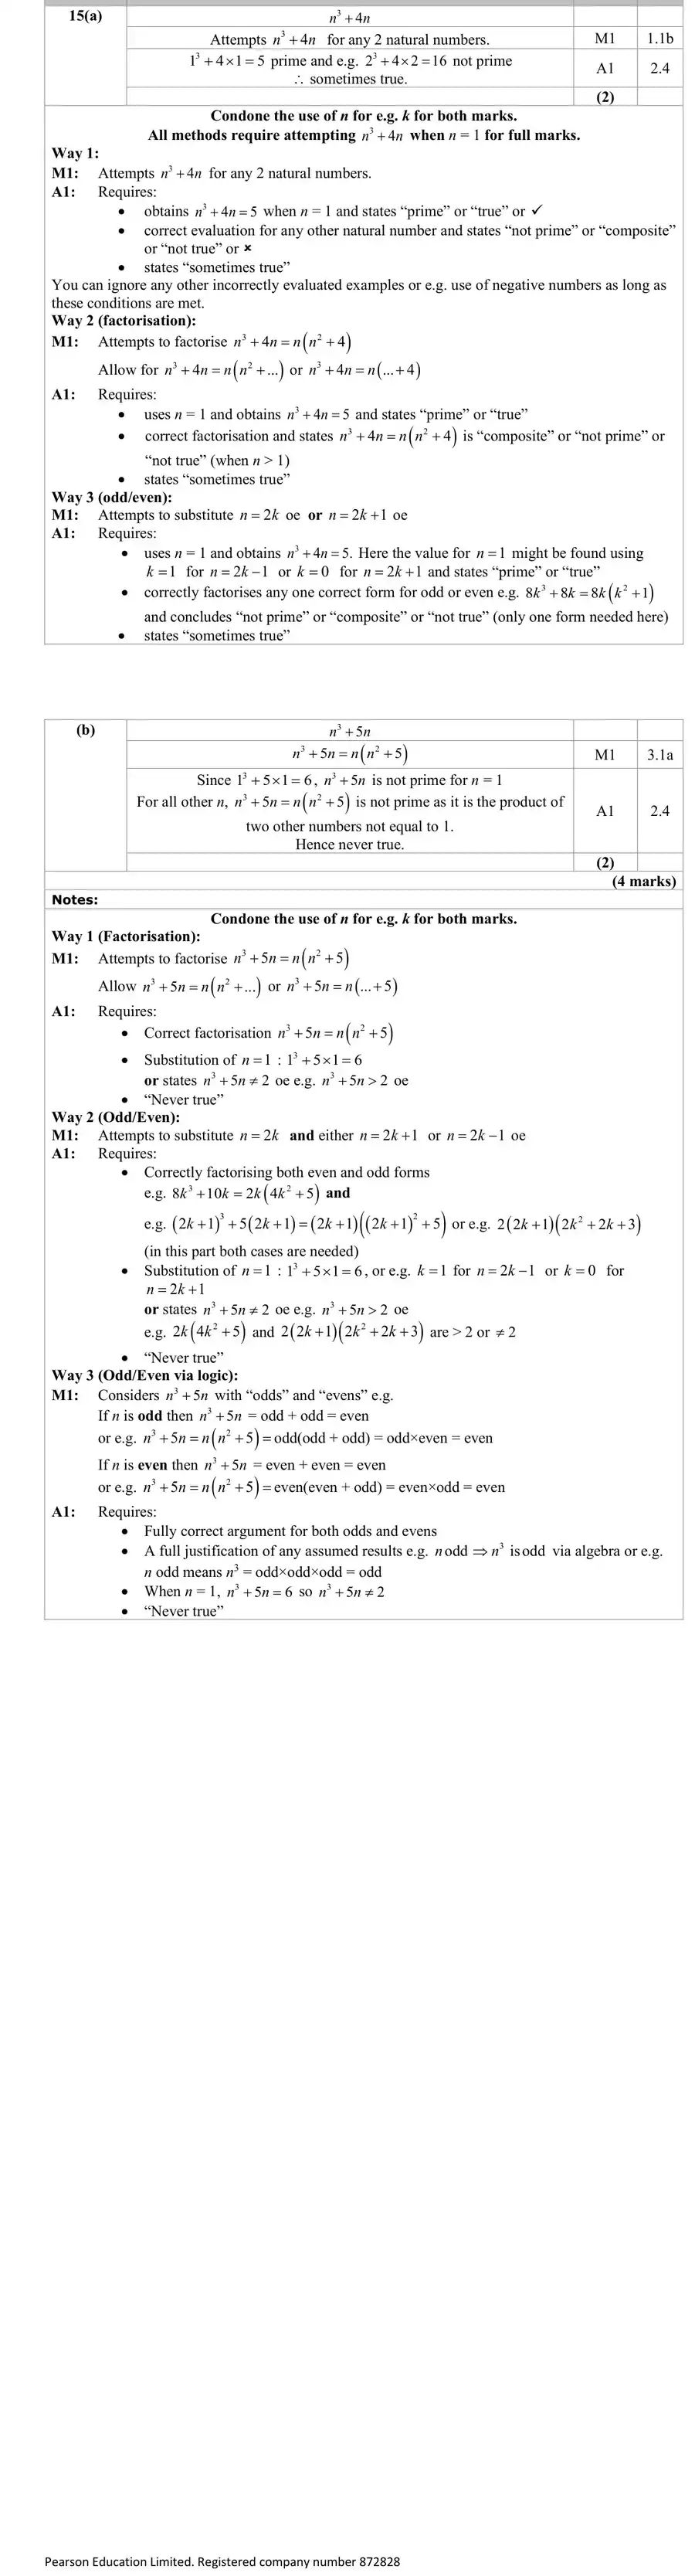 15(a)
n³ + 4n
Attempts n³ + 4n for any 2 natural numbers. M1 1.1b
1³ + 4 × 1 = 5 prime and e.g. 2³ + 4 × 2 = 16 not prime
∴ sometimes true. A1 2.4
(2)
Condone the use of n for e.g. k for both marks.
All methods require attempting n³ + 4n when n = 1 for full marks.
Way 1:
M1: Attempts n³ + 4n for any 2 natural numbers.
A1: Requires:
• obtains n³ + 4n = 5 when n = 1 and states “prime” or “true” or ✓
• correct evaluation for any other natural number and states “not prime” or “composite”
or “not true” or ×
• states “sometimes true”
You can ignore any other incorrectly evaluated examples or e.g. use of negative numbers as long as
these conditions are met.
Way 2 (factorisation):
M1: Attempts to factorise n³ + 4n = n(n² + 4)
Allow for n³ + 4n = n(n² + ...) or n³ + 4n = n(... + 4)
A1: Requires:
• uses n = 1 and obtains n³ + 4n = 5 and states “prime” or “true”
• correct factorisation and states n³ + 4n = n(n² + 4) is “composite” or “not prime” or
“not true” (when n > 1)
• states “sometimes true”
Way 3 (odd/even):
M1: Attempts to substitute n = 2k oe or n = 2k + 1 oe
A1: Requires:
• uses n = 1 and obtains n³ + 4n = 5. Here the value for n = 1 might be found using
k = 1 for n = 2k − 1 or k = 0 for n = 2k + 1 and states “prime” or “true”
• correctly factorises any one correct form for odd or even e.g. 8k³ + 8k = 8k(k² + 1)
and concludes “not prime” or “composite” or “not true” (only one form needed here)
• states “sometimes true”
(b)
n³ + 5n
n³ + 5n = n(n² + 5) M1 3.1a
Since 1³ + 5 × 1 = 6, n³ + 5n is not prime for n = 1
For all other n, n³ + 5n = n(n² + 5) is not prime as it is the product of
two other numbers not equal to 1.
Hence never true. A1 2.4
(2)
(4 marks)
Notes:
Condone the use of n for e.g. k for both marks.
Way 1 (Factorisation):
M1: Attempts to factorise n³ + 5n = n(n² + 5)
Allow n³ + 5n = n(n² + ...) or n³ + 5n = n(... + 5)
A1: Requires:
• Correct factorisation n³ + 5n = n(n² + 5)
• Substitution of n = 1 : 1³ + 5 × 1 = 6
or states n³ + 5n ≠ 2 oe e.g. n³ + 5n > 2 oe
• “Never true”
Way 2 (Odd/Even):
M1: Attempts to substitute n = 2k and either n = 2k + 1 or n = 2k − 1 oe
A1: Requires:
• Correctly factorising both even and odd forms
e.g. 8k³ + 10k = 2k(4k² + 5) and
e.g. (2k + 1)³ + 5(2k + 1) = (2k + 1)((2k + 1)² + 5) or e.g. 2(2k + 1)(2k² + 2k + 3)
(in this part both cases are needed)
• Substitution of n = 1 : 1³ + 5 × 1 = 6, or e.g. k = 1 for n = 2k − 1 or k = 0 for
n = 2k + 1
or states n³ + 5n ≠ 2 oe e.g. n³ + 5n > 2 oe
e.g. 2k(4k² + 5) and 2(2k + 1)(2k² + 2k + 3) are > 2 or ≠ 2
• “Never true”
Way 3 (Odd/Even via logic):
M1: Considers n³ + 5n with “odds” and “evens” e.g.
If n is odd then n³ + 5n = odd + odd = even
or e.g. n³ + 5n = n(n² + 5) = odd(odd + odd) = odd×even = even
If n is even then n³ + 5n = even + even = even
or e.g. n³ + 5n = n(n² + 5) = even(even + odd) = even×odd = even
A1: Requires:
• Fully correct argument for both odds and evens
• A full justification of any assumed results e.g. n odd ⇒ n³ is odd via algebra or e.g.
n odd means n³ = odd×odd×odd = odd
• When n = 1, n³ + 5n = 6 so n³ + 5n ≠ 2
• “Never true”
Pearson Education Limited. Registered company number 872828